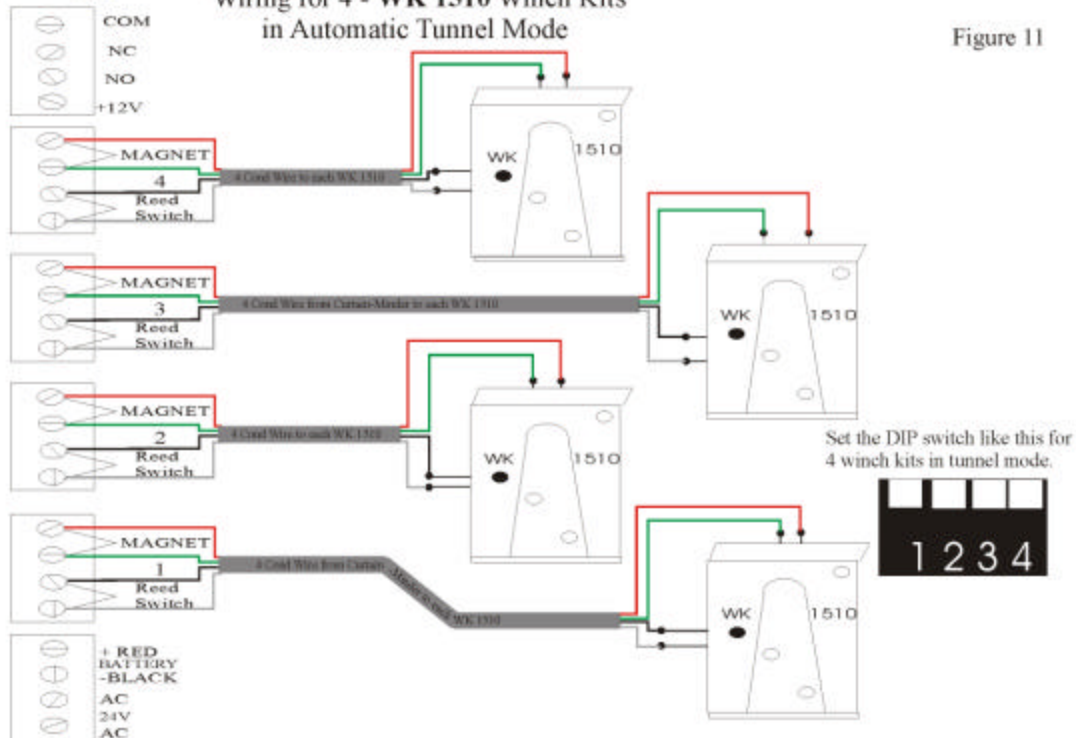 Wiring for 4 - WK 1510 Winch Kits
in Automatic Tunnel Mode
Figure 11
COM
NC
NO
+12V
MAGNET
4
Reed
Switch
4 Cond Wire to each WK 1510
WK
1510
MAGNET
3
Reed
Switch
4 Cond Wire from Curtain-Minder to each WK 1510
WK
1510
MAGNET
2
Reed
Switch
4 Cond Wire to each WK 1510
WK
1510
Set the DIP switch like this for
4 winch kits in tunnel mode.
1 2 3 4
MAGNET
1
Reed
Switch
4 Cond Wire from Curtain
-Minder to each WK 1510
WK
1510
+ RED
BATTERY
-BLACK
AC
24V
AC